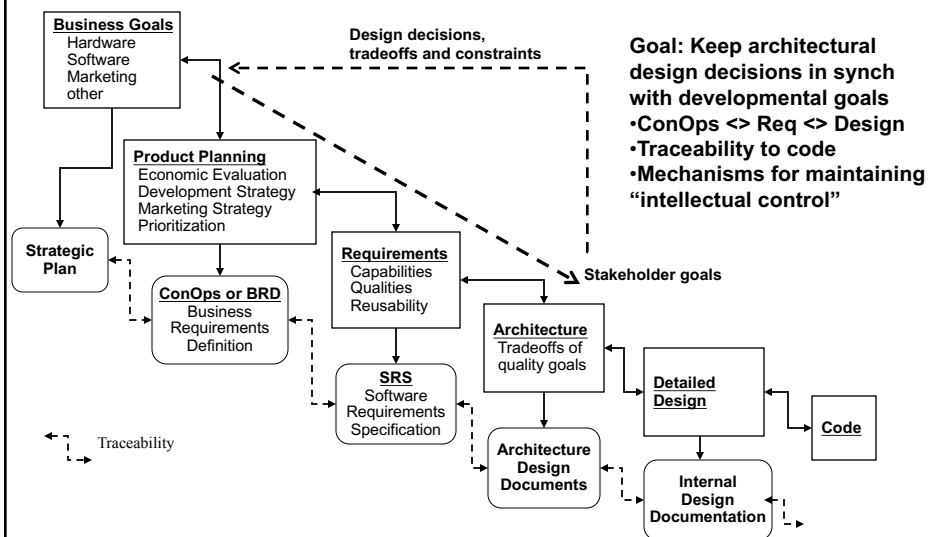 Business Goals
Hardware
Software
Marketing
other
Design decisions,
tradeoffs and constraints
Goal: Keep architectural
design decisions in synch
with developmental goals
•ConOps <> Req <> Design
•Traceability to code
•Mechanisms for maintaining
“intellectual control”
Product Planning
Economic Evaluation
Development Strategy
Marketing Strategy
Prioritization
Strategic
Plan
Requirements
Capabilities
Qualities
Reusability
Stakeholder goals
ConOps or BRD
Business
Requirements
Definition
Architecture
Tradeoffs of
quality goals
SRS
Software
Requirements
Specification
Detailed
Design
Code
Traceability
Architecture
Design
Documents
Internal
Design
Documentation